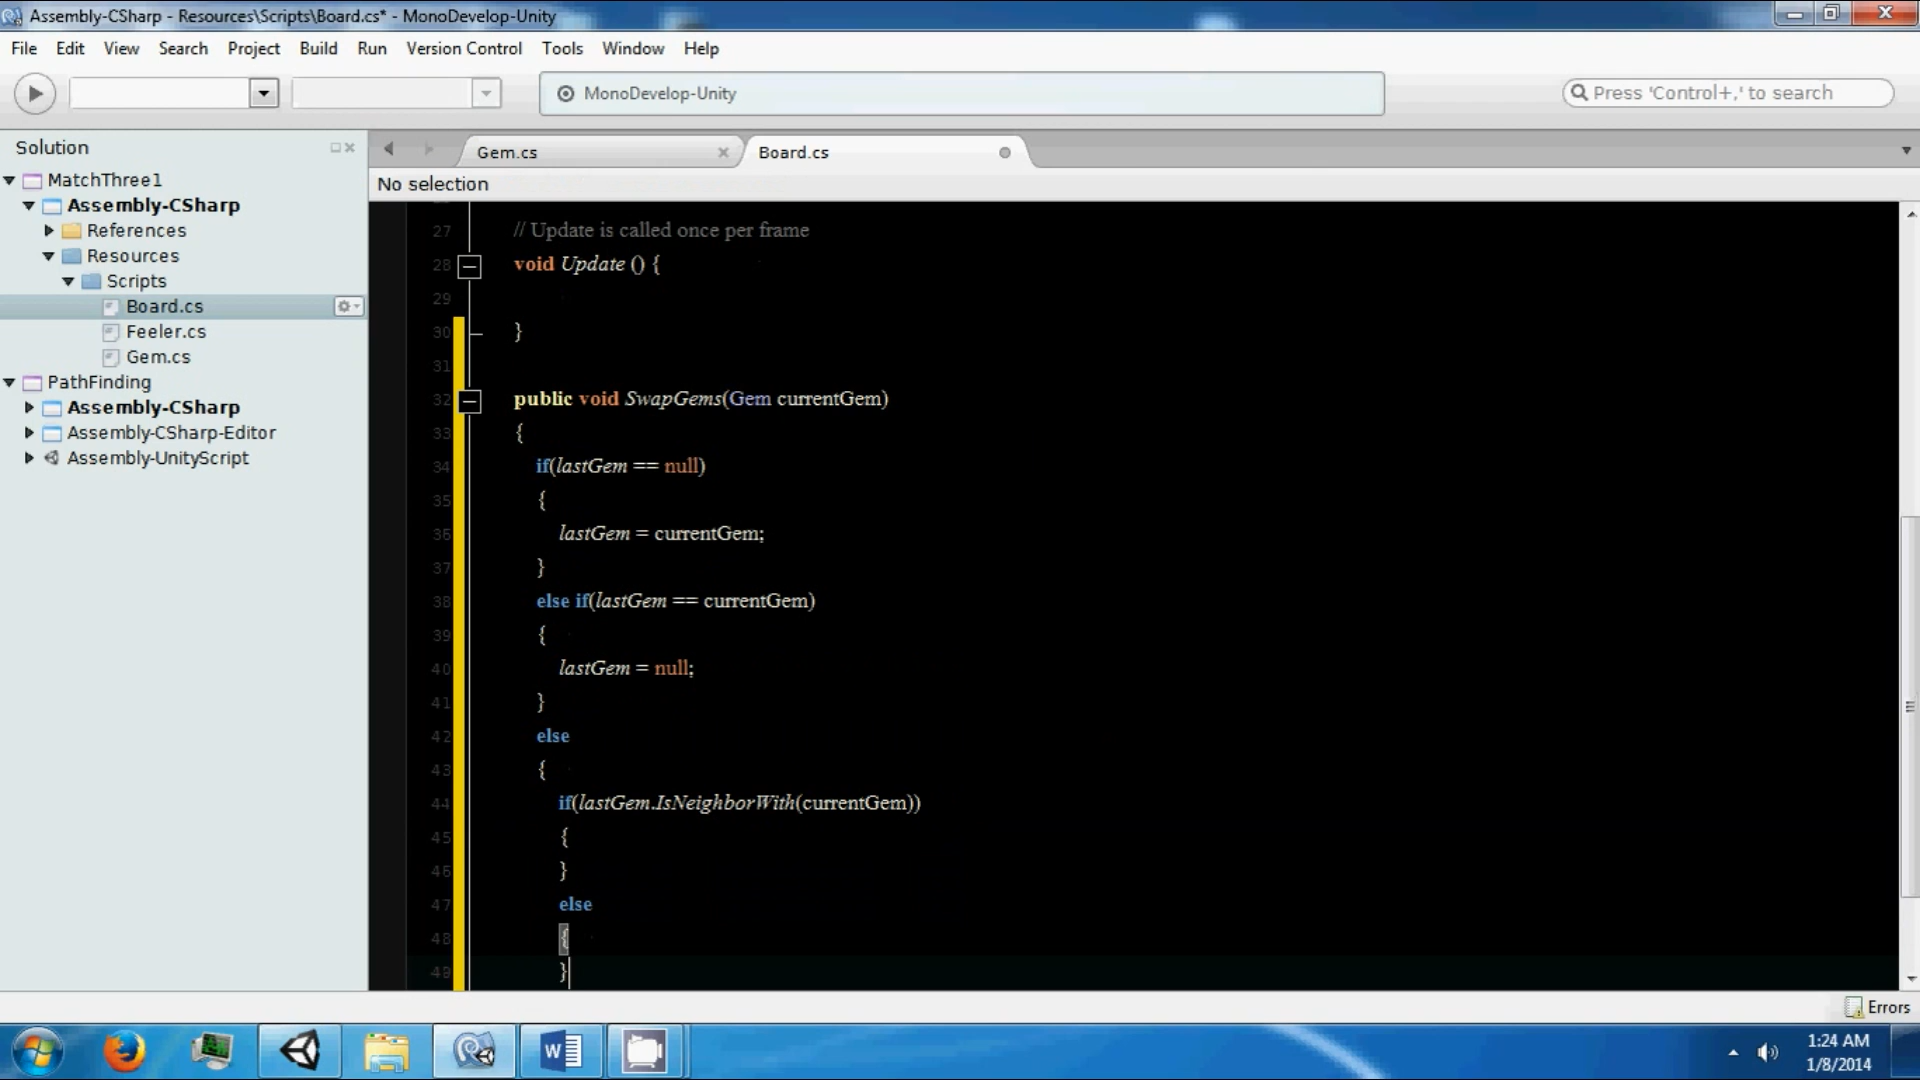 Assembly-CSharp - Resources\Scripts\Board.cs* - MonoDevelop-Unity
File Edit View Search Project Build Run Version Control Tools Window Help
MonoDevelop-Unity
Press 'Control+,' to search
Solution
MatchThree1
Assembly-CSharp
References
Resources
Scripts
Board.cs
Feeler.cs
Gem.cs
PathFinding
Assembly-CSharp
Assembly-CSharp-Editor
Assembly-UnityScript
Gem.cs
Board.cs
No selection
27 // Update is called once per frame
28 void Update () {
29
30 }
31
32 public void SwapGems(Gem currentGem)
33 {
34 if(lastGem == null)
35 {
36 lastGem = currentGem;
37 }
38 else if(lastGem == currentGem)
39 {
40 lastGem = null;
41 }
42 else
43 {
44 if(lastGem.IsNeighborWith(currentGem))
45 {
46 }
47 else
48 {
49 }
Errors
1:24 AM
1/8/2014